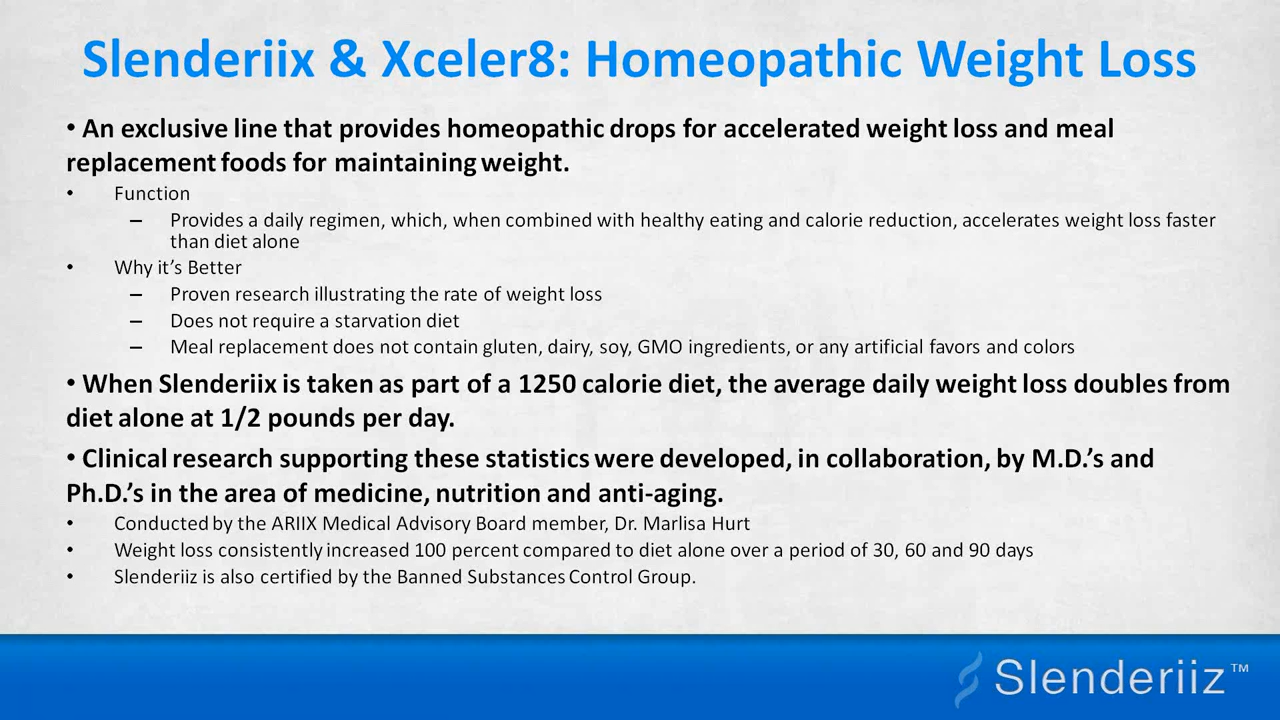 Slenderiix & Xceler8: Homeopathic Weight Loss
• An exclusive line that provides homeopathic drops for accelerated weight loss and meal
replacement foods for maintaining weight.
• Function
– Provides a daily regimen, which, when combined with healthy eating and calorie reduction, accelerates weight loss faster
than diet alone
• Why it's Better
– Proven research illustrating the rate of weight loss
– Does not require a starvation diet
– Meal replacement does not contain gluten, dairy, soy, GMO ingredients, or any artificial favors and colors
• When Slenderiix is taken as part of a 1250 calorie diet, the average daily weight loss doubles from
diet alone at 1/2 pounds per day.
• Clinical research supporting these statistics were developed, in collaboration, by M.D.'s and
Ph.D.'s in the area of medicine, nutrition and anti-aging.
• Conducted by the ARIIX Medical Advisory Board member, Dr. Marlisa Hurt
• Weight loss consistently increased 100 percent compared to diet alone over a period of 30, 60 and 90 days
• Slenderiiz is also certified by the Banned Substances Control Group.
Slenderiiz™